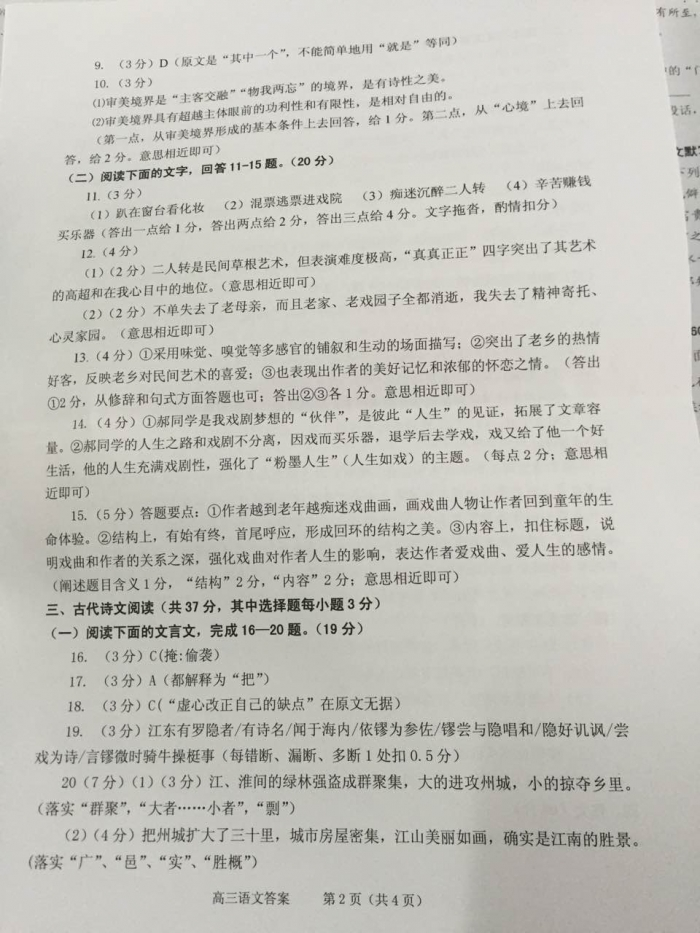 9. （3分）D（原文是“其中一个”，不能简单地用“就是”等同）
10.（3分）
⑴审美境界是“主客交融”“物我两忘”的境界，是有诗性之美。
⑵审美境界具有超越主体眼前的功利性和有限性，是相对自由的。
（第一点，从审美境界形成的基本条件上去回答，给1分。第二点，从“心境”上去回
答，给2分。意思相近即可）
（二）阅读下面的文字，回答11-15题。（20分）
11.（3分）
（1）趴在窗台看化妆 （2）混票逃票进戏院 （3）痴迷沉醉二人转 （4）辛苦赚钱
买乐器（答出一点给1分，答出两点给2分，答出三点给4分。文字拖沓，酌情扣分）
12.（4分）
（1）（2分）二人转是民间草根艺术，但表演难度极高，“真真正正”四字突出了其艺术
的高超和在我心目中的地位。（意思相近即可）
（2）（2分）不单失去了老母亲，而且老家、老戏园子全都消逝，我失去了精神寄托、
心灵家园。（意思相近即可）
13.（4分）①采用味觉、嗅觉等多感官的铺叙和生动的场面描写；②突出了老乡的热情
好客，反映老乡对民间艺术的喜爱；③也表现出作者的美好记忆和浓郁的怀恋之情。（答出
①2分，从修辞和句式方面答题也可；答出②③各1分。意思相近即可）
14.（4分）①郝同学是我戏剧梦想的“伙伴”，是彼此“人生”的见证，拓展了文章容
量。②郝同学的人生之路和戏剧不分离，因戏而买乐器，退学后去学戏，戏又给了他一个好
生活，他的人生充满戏剧性，强化了“粉墨人生”（人生如戏）的主题。（每点2分；意思相
近即可）
15.（5分）答题要点：①作者越到老年越痴迷戏曲画，画戏曲人物让作者回到童年的生
命体验。②结构上，有始有终，首尾呼应，形成回环的结构之美。③内容上，扣住标题，说
明戏曲和作者的关系之深，强化戏曲对作者人生的影响，表达作者爱戏曲、爱人生的感情。
（阐述题目含义1分，“结构”2分，“内容”2分；意思相近即可）
三、古代诗文阅读（共37分，其中选择题每小题3分）
（一）阅读下面的文言文，完成16—20题。（19分）
16. （3分）C(掩:偷袭）
17. （3分）A（都解释为“把”）
18. （3分）C(“虚心改正自己的缺点”在原文无据）
19. （3分）江东有罗隐者/有诗名/闻于海内/依镠为参佐/镠尝与隐唱和/隐好讥讽/尝
戏为诗/言镠微时骑牛操梃事（每错断、漏断、多断1处扣0.5分）
20（7分）（1）（3分）江、淮间的绿林强盗成群聚集，大的进攻州城，小的掠夺乡里。
（落实“群聚”，“大者……小者”，“剽”）
（2）（4分）把州城扩大了三十里，城市房屋密集，江山美丽如画，确实是江南的胜景。
(落实“广”、“邑”、“实”、“胜概”）
高三语文答案 第2页（共4页）